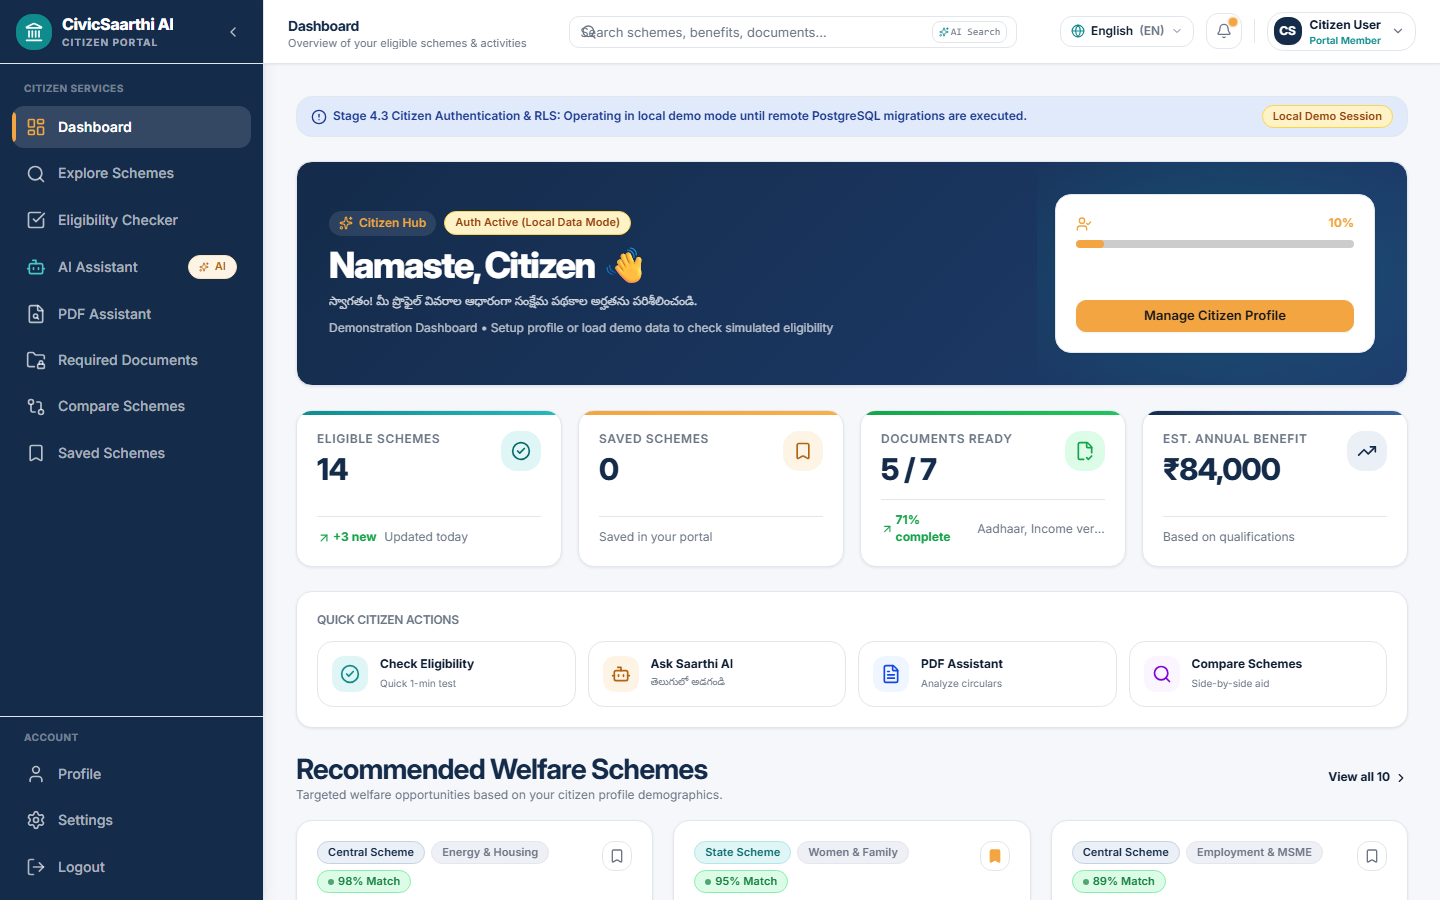 CivicSaarthi AI
CITIZEN PORTAL
CITIZEN SERVICES
Dashboard
Explore Schemes
Eligibility Checker
AI Assistant
AI
PDF Assistant
Required Documents
Compare Schemes
Saved Schemes
ACCOUNT
Profile
Settings
Logout
Dashboard
Overview of your eligible schemes & activities
Search schemes, benefits, documents...
AI Search
English (EN)
CS
Citizen User
Portal Member
Stage 4.3 Citizen Authentication & RLS: Operating in local demo mode until remote PostgreSQL migrations are executed.
Local Demo Session
Citizen Hub
Auth Active (Local Data Mode)
Namaste, Citizen 👋
స్వాగతం! మీ ప్రొఫైల్ వివరాల ఆధారంగా సంక్షేమ పథకాల అర్హతను పరిశీలించండి.
Demonstration Dashboard • Setup profile or load demo data to check simulated eligibility
10%
Manage Citizen Profile
ELIGIBLE SCHEMES
14
+3 new Updated today
SAVED SCHEMES
0
Saved in your portal
DOCUMENTS READY
5 / 7
71% complete
Aadhaar, Income ver...
EST. ANNUAL BENEFIT
₹84,000
Based on qualifications
QUICK CITIZEN ACTIONS
Check Eligibility
Quick 1-min test
Ask Saarthi AI
తెలుగులో అడగండి
PDF Assistant
Analyze circulars
Compare Schemes
Side-by-side aid
Recommended Welfare Schemes
Targeted welfare opportunities based on your citizen profile demographics.
View all 10
Central Scheme
Energy & Housing
98% Match
State Scheme
Women & Family
95% Match
Central Scheme
Employment & MSME
89% Match